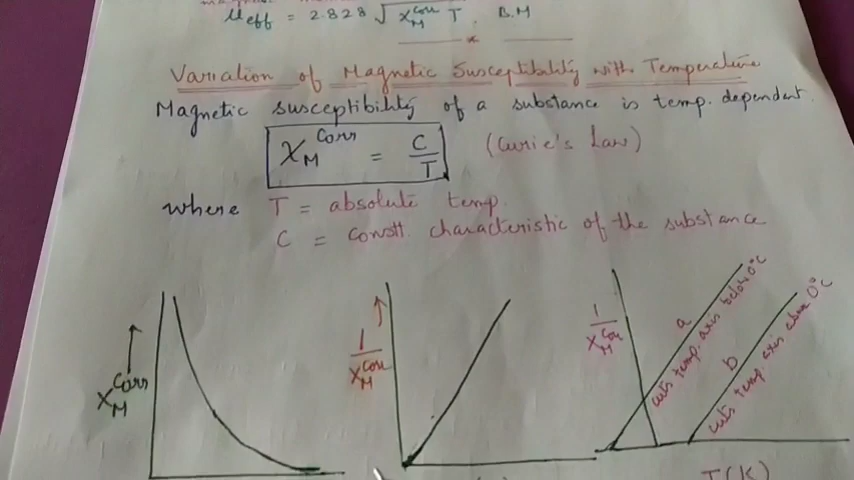 μeff = 2.828 √χM^Corr T B.M
Variation of Magnetic Susceptibility with Temperature
Magnetic susceptibility of a substance is temp. dependent.
χM^Corr = C/T (Curie's Law)
where T = absolute temp.
C = constt. characteristic of the substance
χM^Corr
1/χM^Corr
1/χM^Corr
a
cuts temp. axis below 0°C
b
cuts temp. axis above 0°C
T(K)